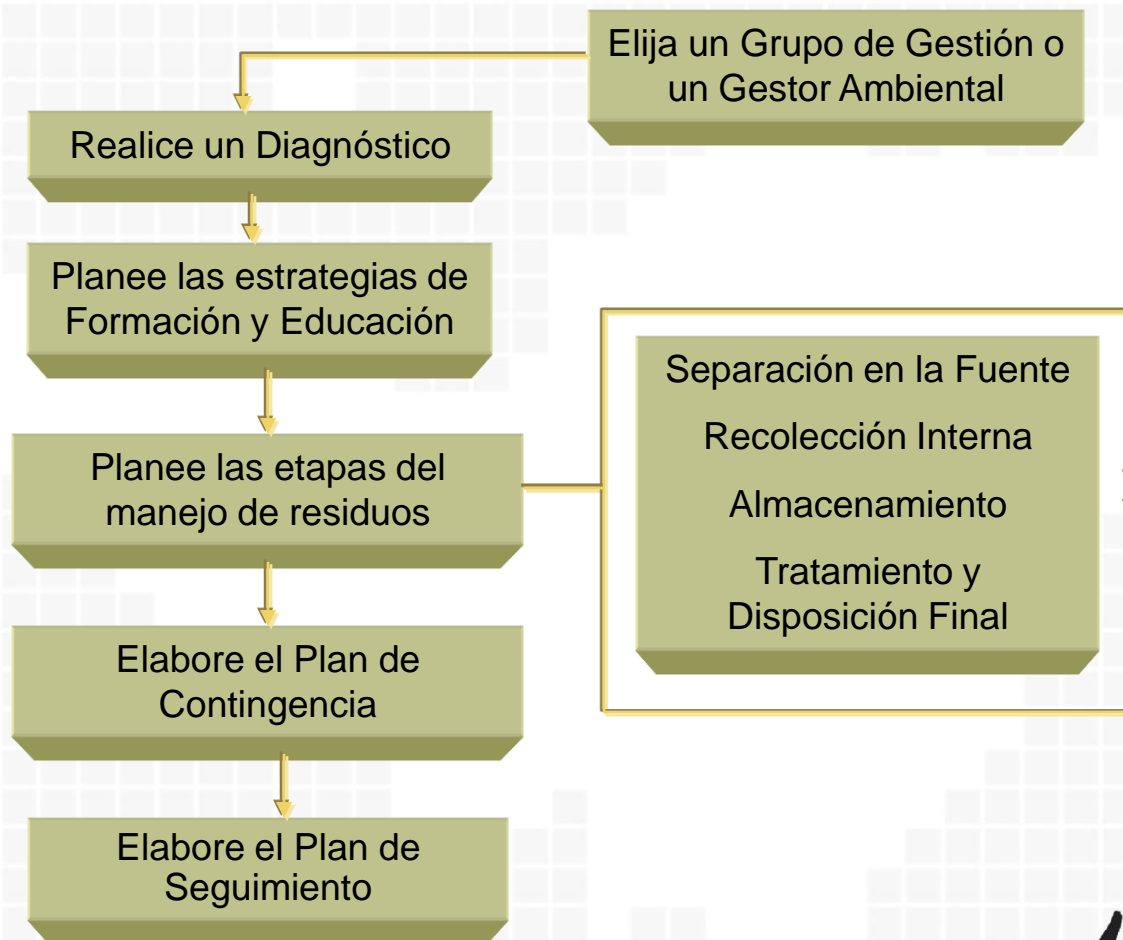 Elija un Grupo de Gestión o
un Gestor Ambiental
Realice un Diagnóstico
Planee las estrategias de
Formación y Educación
Planee las etapas del
manejo de residuos
Separación en la Fuente
Recolección Interna
Almacenamiento
Tratamiento y
Disposición Final
Elabore el Plan de
Contingencia
Elabore el Plan de
Seguimiento